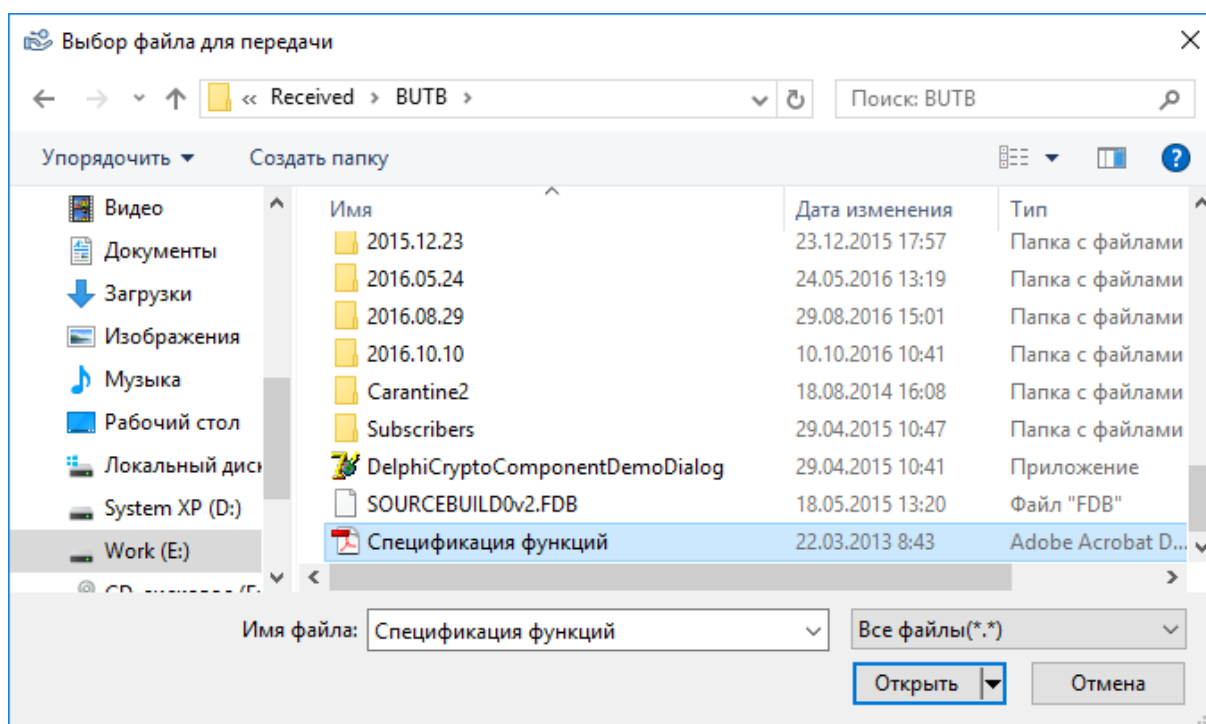 Выбор файла для передачи
« Received > BUTB >
Поиск: BUTB
Упорядочить
Создать папку
Видео
Документы
Загрузки
Изображения
Музыка
Рабочий стол
Локальный диск
System XP (D:)
Work (E:)
Имя Дата изменения Тип
2015.12.23 23.12.2015 17:57 Папка с файлами
2016.05.24 24.05.2016 13:19 Папка с файлами
2016.08.29 29.08.2016 15:01 Папка с файлами
2016.10.10 10.10.2016 10:41 Папка с файлами
Carantine2 18.08.2014 16:08 Папка с файлами
Subscribers 29.04.2015 10:47 Папка с файлами
DelphiCryptoComponentDemoDialog 29.04.2015 10:41 Приложение
SOURCEBUILD0v2.FDB 18.05.2015 13:20 Файл "FDB"
Спецификация функций 22.03.2013 8:43 Adobe Acrobat D...
Имя файла: Спецификация функций
Все файлы(*.*)
Открыть
Отмена